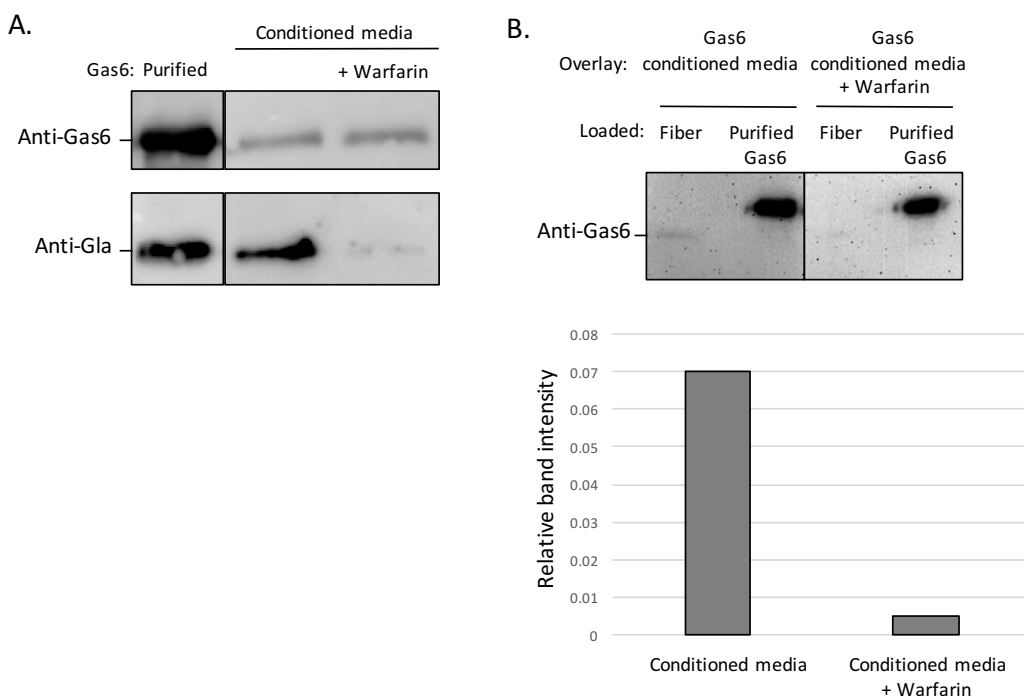 A.
Conditioned media
Gas6: Purified
+ Warfarin
Anti-Gas6
Anti-Gla
B.
Overlay:
Gas6
conditioned media
Gas6
conditioned media
+ Warfarin
Loaded: Fiber
Purified
Gas6
Fiber
Purified
Gas6
Anti-Gas6
Relative band intensity
0.08
0.07
0.06
0.05
0.04
0.03
0.02
0.01
0
Conditioned media
Conditioned media
+ Warfarin